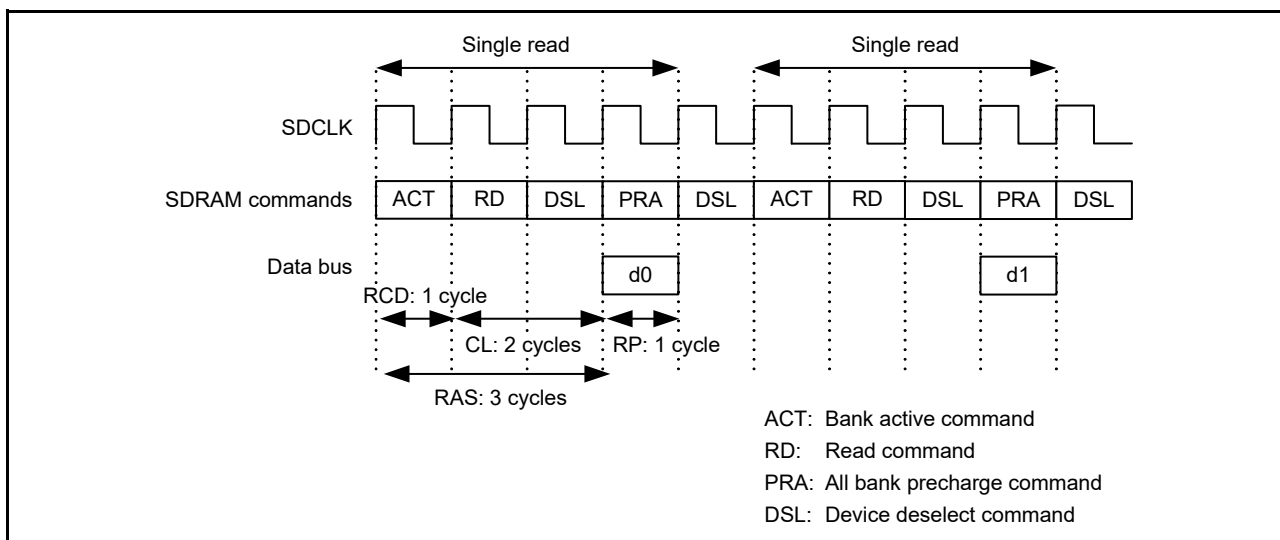 Single read Single read
SDCLK
SDRAM commands ACT RD DSL PRA DSL ACT RD DSL PRA DSL
Data bus d0 d1
RCD: 1 cycle
CL: 2 cycles RP: 1 cycle
RAS: 3 cycles
ACT: Bank active command
RD: Read command
PRA: All bank precharge command
DSL: Device deselect command